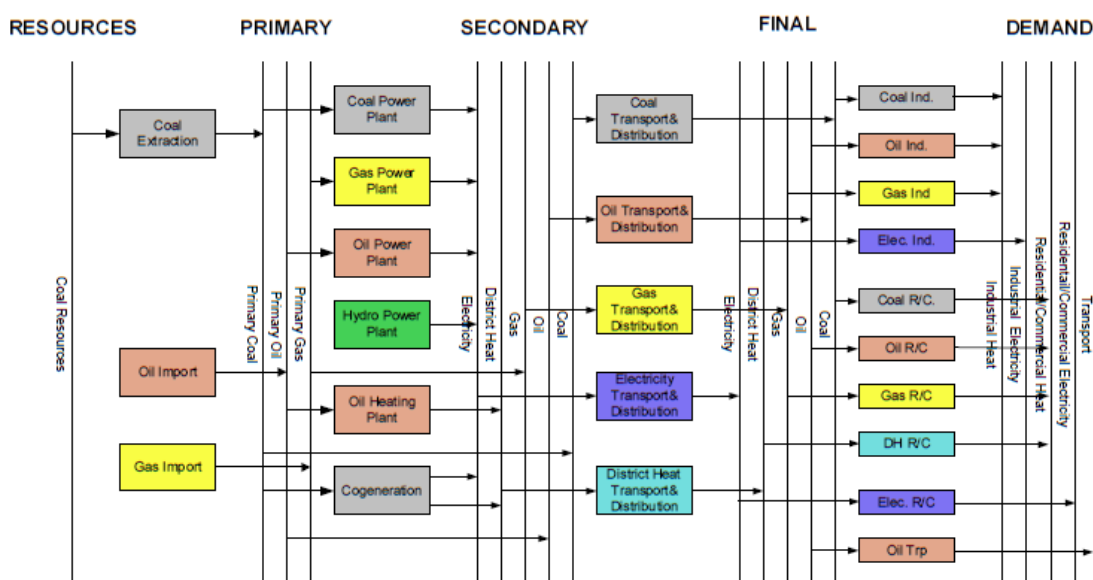 RESOURCES
PRIMARY
SECONDARY
FINAL
DEMAND
Coal Resources
Coal
Extraction
Oil Import
Gas Import
Primary Coal
Primary Oil
Primary Gas
Coal Power
Plant
Gas Power
Plant
Oil Power
Plant
Hydro Power
Plant
Oil Heating
Plant
Cogeneration
Electricity
District Heat
Gas
Oil
Coal
Coal
Transport&
Distribution
Oil Transport&
Distribution
Gas
Transport&
Distribution
Electricity
Transport&
Distribution
District Heat
Transport&
Distribution
Electricity
District Heat
Gas
Oil
Coal
Coal Ind.
Oil Ind.
Gas Ind
Elec. Ind.
Coal R/C.
Oil R/C
Gas R/C
DH R/C
Elec. R/C
Oil Trp
Industrial Heat
Industrial Electricity
Residential/Commercial Heat
Residentail/Commercial Electricity
Transport